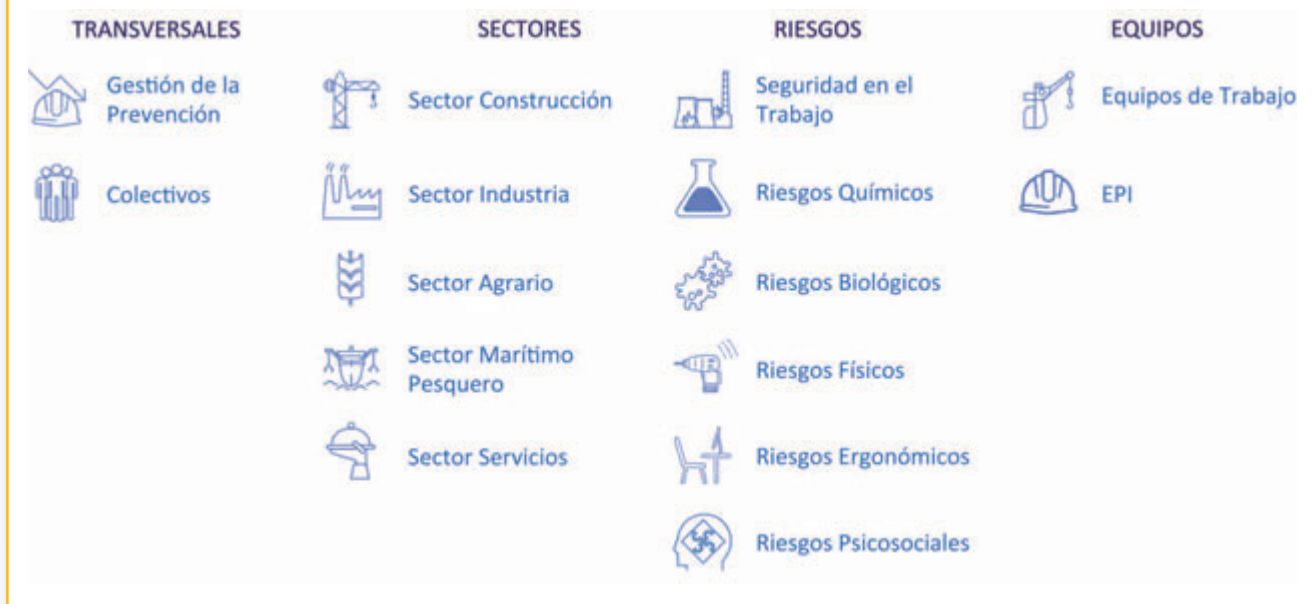 TRANSVERSALES
Gestión de la
Prevención
Colectivos
SECTORES
Sector Construcción
Sector Industria
Sector Agrario
Sector Marítimo
Pesquero
Sector Servicios
RIESGOS
Seguridad en el
Trabajo
Riesgos Químicos
Riesgos Biológicos
Riesgos Físicos
Riesgos Ergonómicos
Riesgos Psicosociales
EQUIPOS
Equipos de Trabajo
EPI